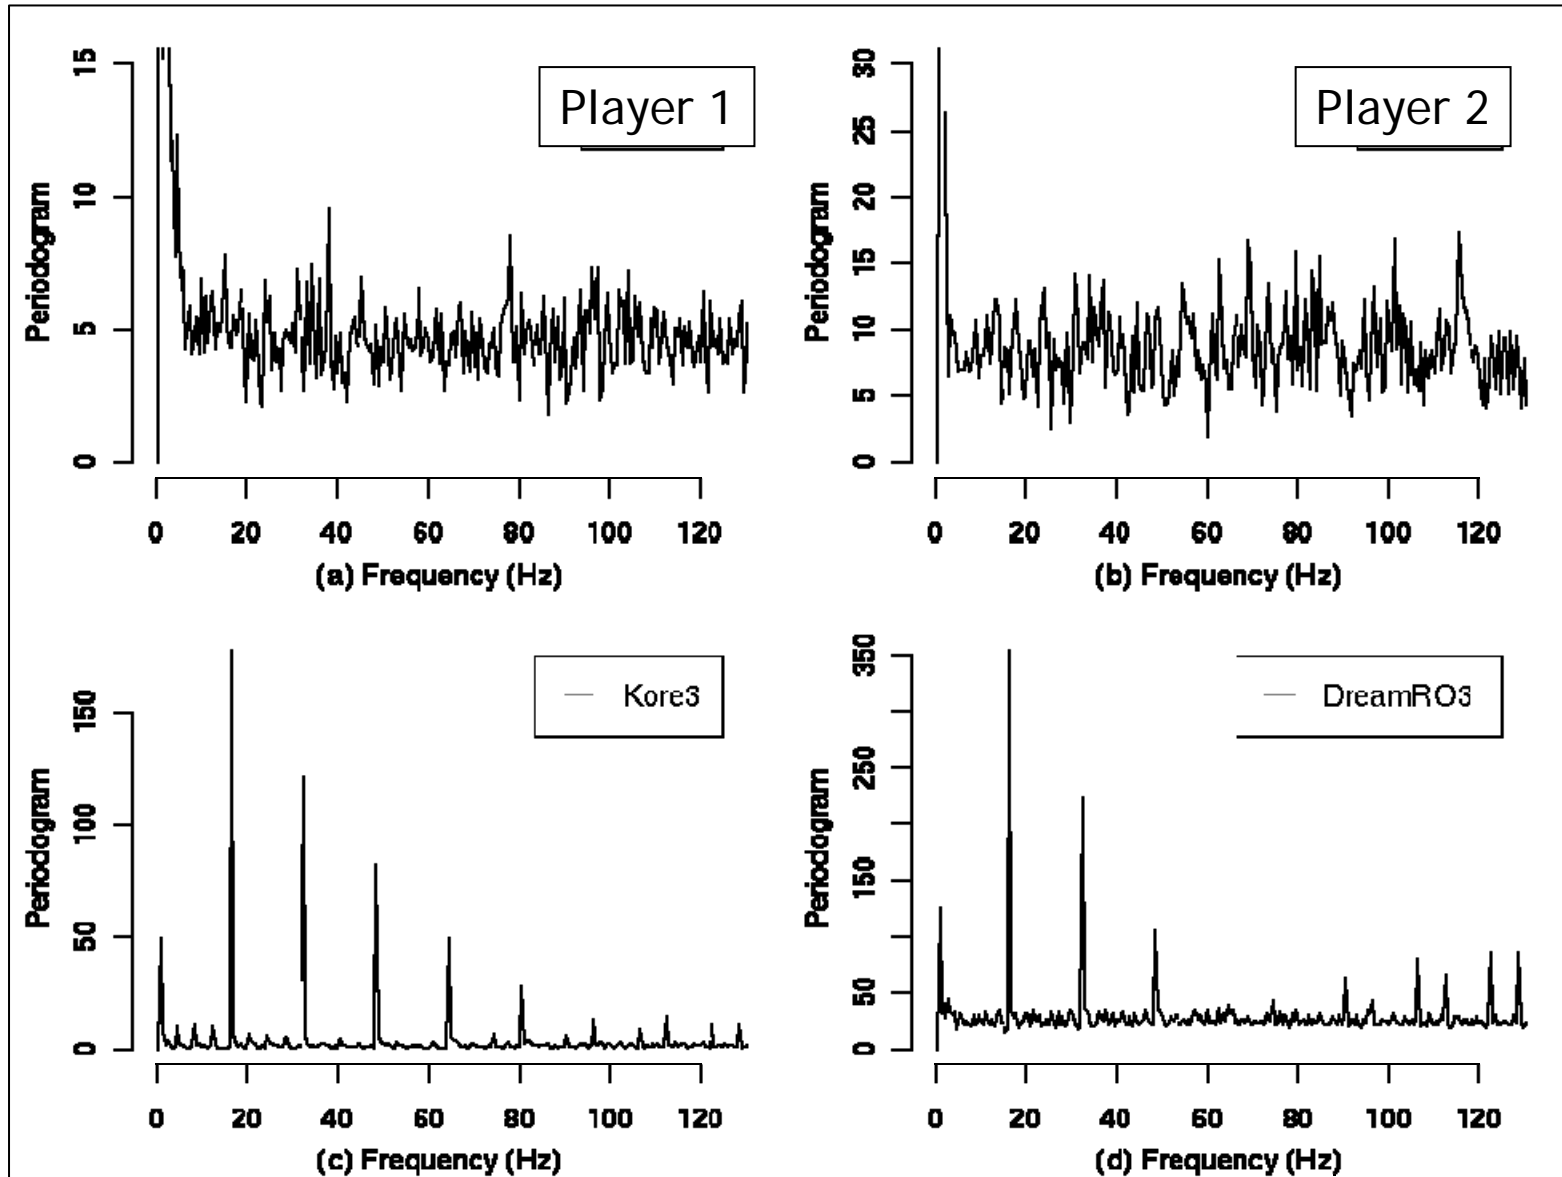 Player 1
Periodogram
15
10
5
0
0 20 40 60 80 100 120
(a) Frequency (Hz)
Player 2
Periodogram
30
25
20
15
10
5
0
0 20 40 60 80 100 120
(b) Frequency (Hz)
Kore3
Periodogram
150
100
50
0
0 20 40 60 80 100 120
(c) Frequency (Hz)
DreamRO3
Periodogram
350
250
150
50
0
0 20 40 60 80 100 120
(d) Frequency (Hz)